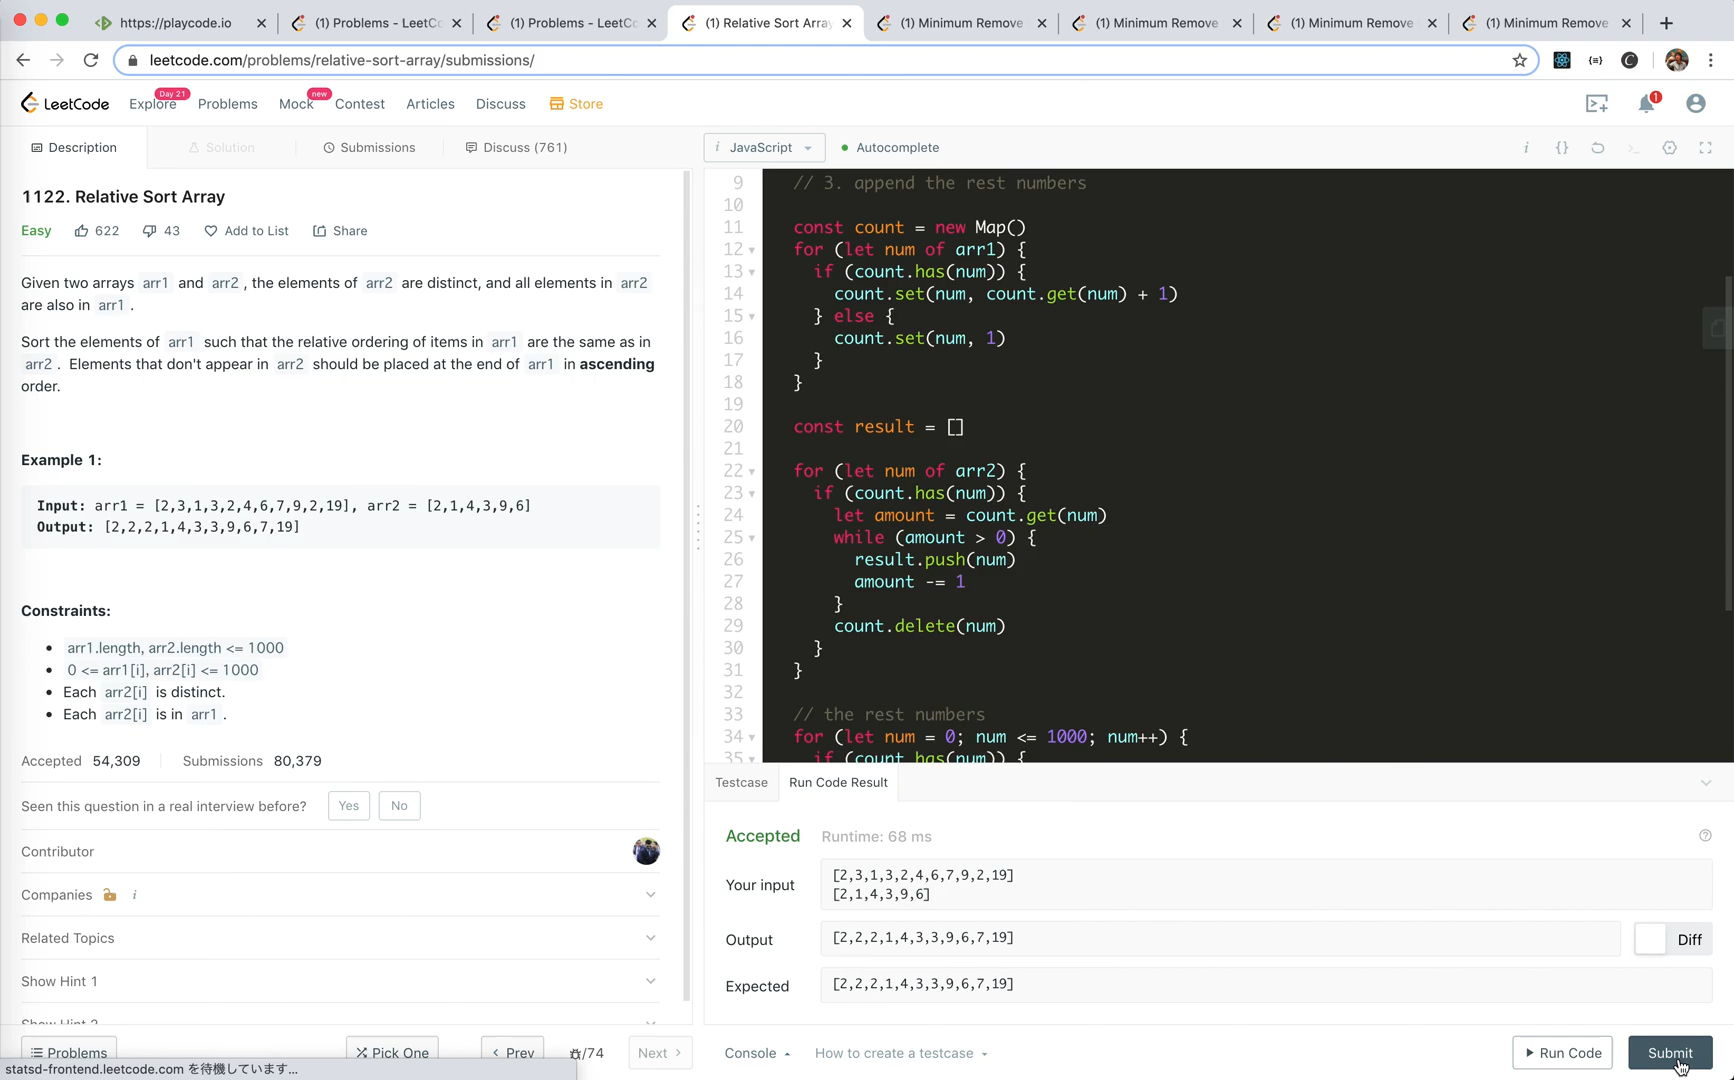 https://playcode.io
(1) Problems - LeetCo
(1) Problems - LeetCo
(1) Relative Sort Array
(1) Minimum Remove
(1) Minimum Remove
(1) Minimum Remove
(1) Minimum Remove
leetcode.com/problems/relative-sort-array/submissions/
LeetCode
Explore
Day 21
Problems
Mock
new
Contest
Articles
Discuss
Store
1
Description
Solution
Submissions
Discuss (761)
i JavaScript
Autocomplete
1122. Relative Sort Array
Easy
622
43
Add to List
Share
Given two arrays arr1 and arr2 , the elements of arr2 are distinct, and all elements in arr2
are also in arr1 .
Sort the elements of arr1 such that the relative ordering of items in arr1 are the same as in
arr2 . Elements that don't appear in arr2 should be placed at the end of arr1 in ascending
order.
Example 1:
Input: arr1 = [2,3,1,3,2,4,6,7,9,2,19], arr2 = [2,1,4,3,9,6]
Output: [2,2,2,1,4,3,3,9,6,7,19]
Constraints:
• arr1.length, arr2.length <= 1000
• 0 <= arr1[i], arr2[i] <= 1000
• Each arr2[i] is distinct.
• Each arr2[i] is in arr1 .
Accepted 54,309
Submissions 80,379
Seen this question in a real interview before?
Yes
No
Contributor
Companies i
Related Topics
Show Hint 1
Show Hint 2
Problems
Pick One
Prev
/74
Next
statsd-frontend.leetcode.com を待機しています...
9 // 3. append the rest numbers
10
11 const count = new Map()
12 for (let num of arr1) {
13 if (count.has(num)) {
14 count.set(num, count.get(num) + 1)
15 } else {
16 count.set(num, 1)
17 }
18 }
19
20 const result = []
21
22 for (let num of arr2) {
23 if (count.has(num)) {
24 let amount = count.get(num)
25 while (amount > 0) {
26 result.push(num)
27 amount -= 1
28 }
29 count.delete(num)
30 }
31 }
32
33 // the rest numbers
34 for (let num = 0; num <= 1000; num++) {
35 if (count.has(num)) {
Testcase
Run Code Result
Accepted
Runtime: 68 ms
Your input
[2,3,1,3,2,4,6,7,9,2,19]
[2,1,4,3,9,6]
Output
[2,2,2,1,4,3,3,9,6,7,19]
Diff
Expected
[2,2,2,1,4,3,3,9,6,7,19]
Console
How to create a testcase
Run Code
Submit